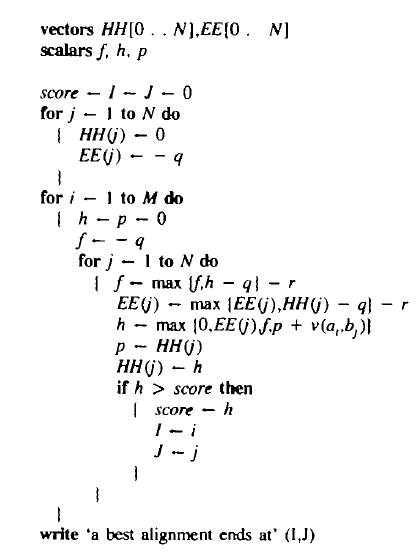 vectors HH[0 . . N],EE[0 . N]
scalars f, h, p
score ← I ← J ← 0
for j ← 1 to N do
{ HH(j) ← 0
EE(j) ← - q
}
for i ← 1 to M do
{ h ← p ← 0
f ← - q
for j ← 1 to N do
{ f ← max {f,h - q} - r
EE(j) ← max {EE(j),HH(j) - q} - r
h ← max {0,EE(j),f,p + v(aᵢ,bⱼ)}
p ← HH(j)
HH(j) ← h
if h > score then
{ score ← h
I ← i
J ← j
}
}
}
write 'a best alignment ends at' (I,J)